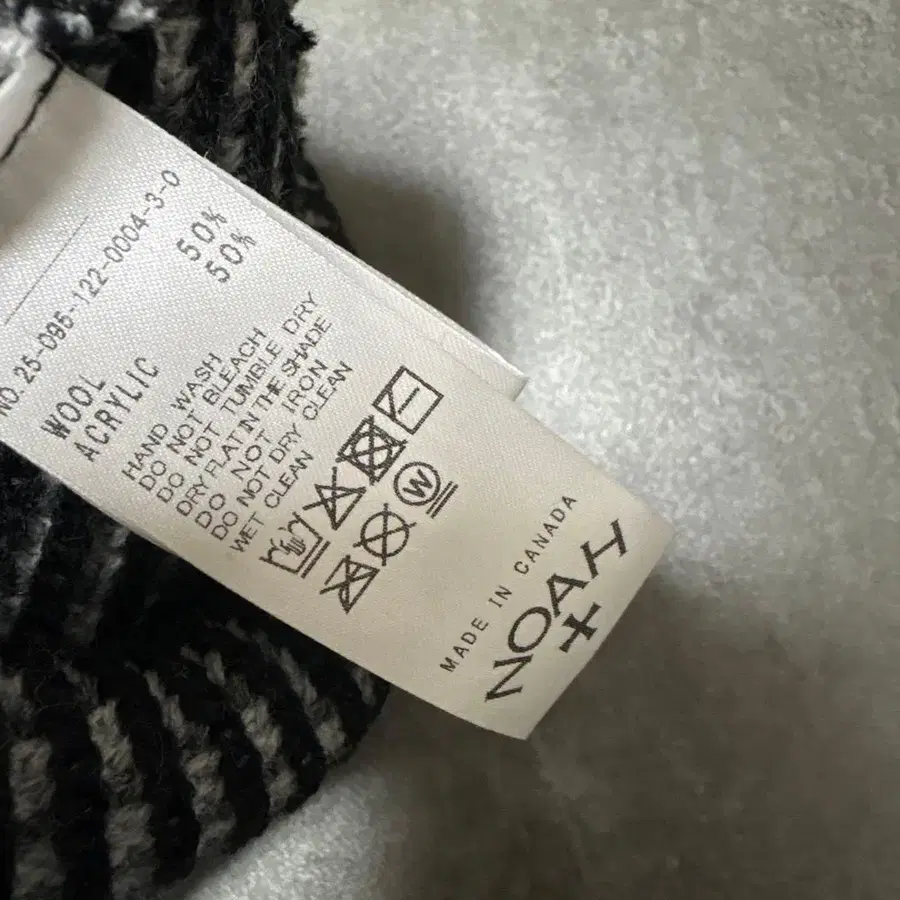 NO. 25-095-122-0004-3-0
WOOL 50%
ACRYLIC 50%
HAND WASH
DO NOT BLEACH
DO NOT TUMBLE DRY
DRY FLAT IN THE SHADE
DO NOT IRON
DO NOT DRY CLEAN
WET CLEAN
W
MADE IN CANADA
NOAH